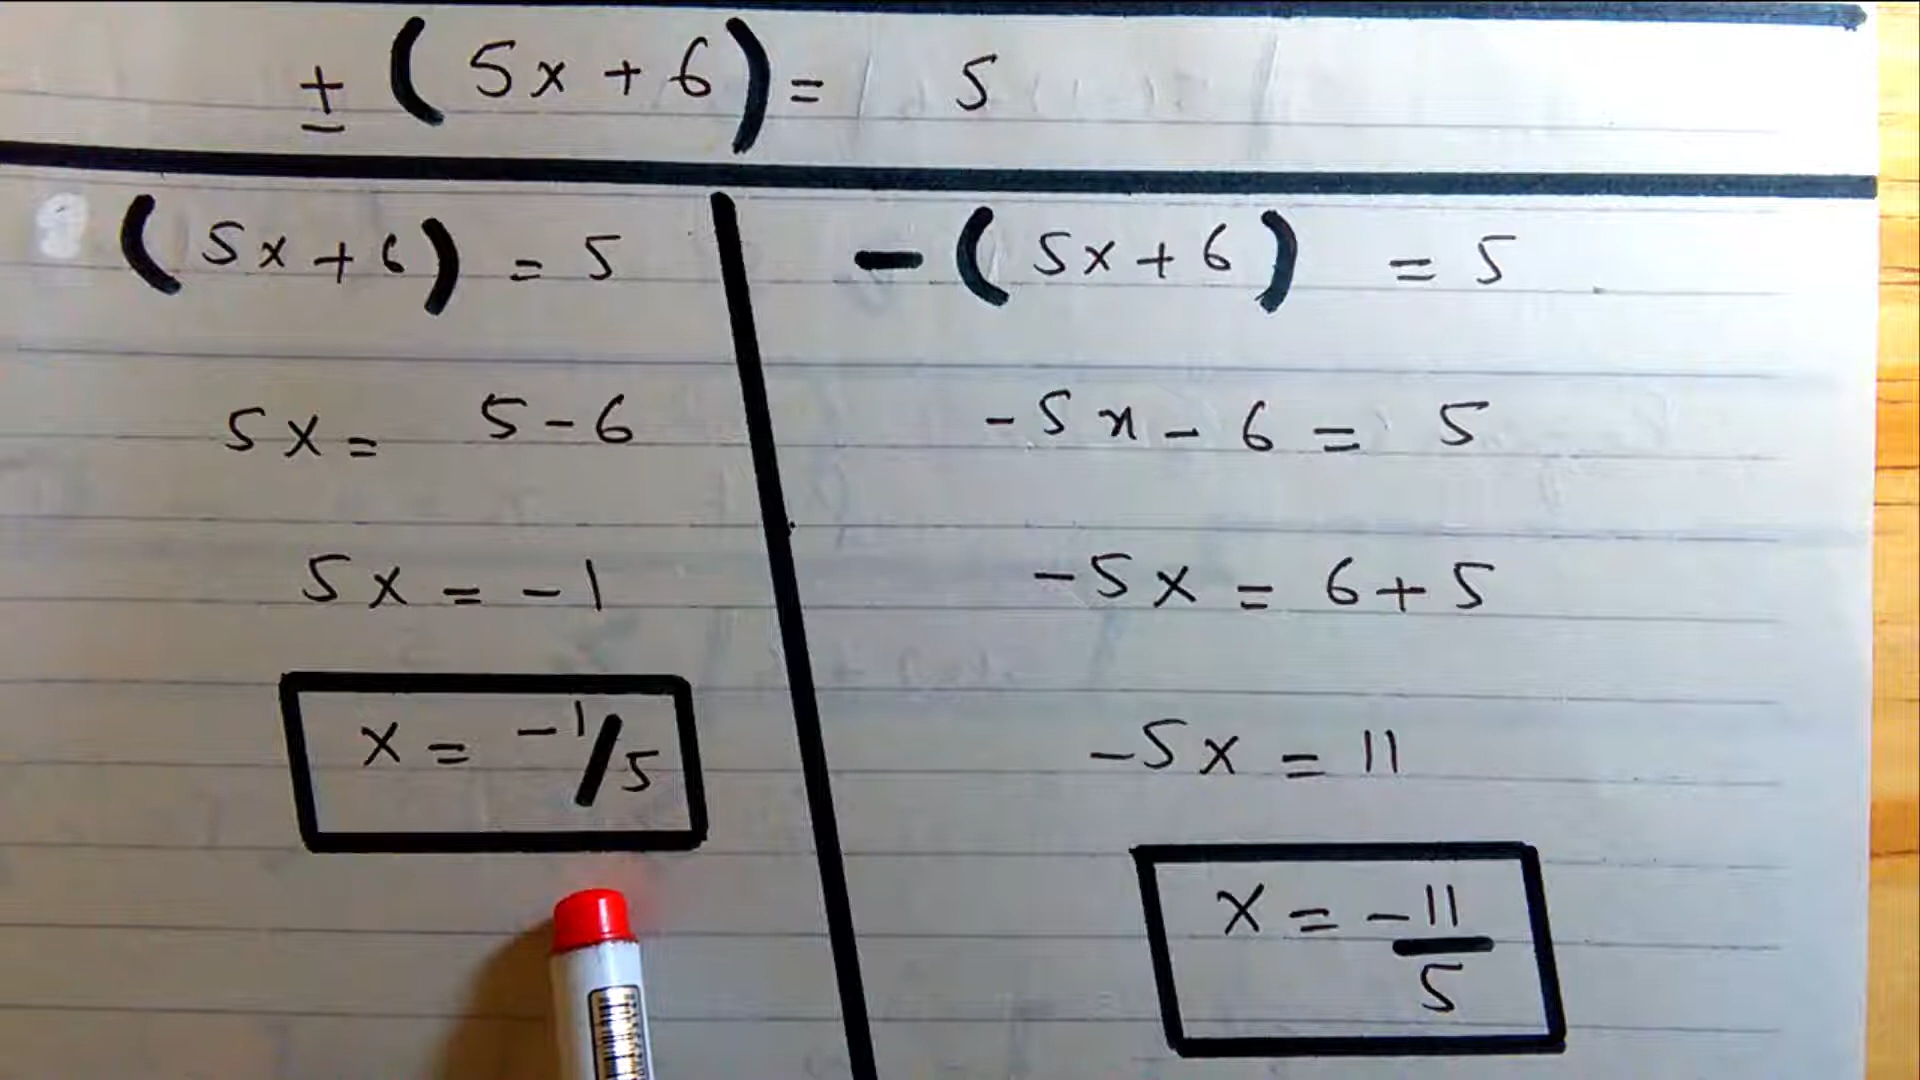 ± (5x + 6) = 5
(5x + 6) = 5
5x = 5 - 6
5x = -1
x = -1/5
-(5x + 6) = 5
-5x - 6 = 5
-5x = 6 + 5
-5x = 11
x = -11/5